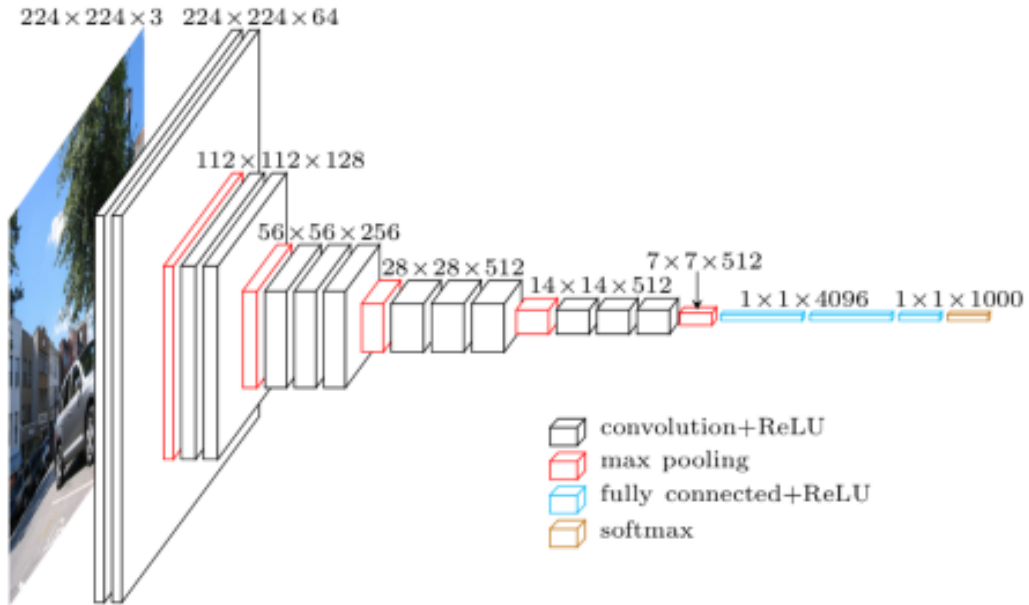 224×224×3
224×224×64
112×112×128
56×56×256
28×28×512
14×14×512
7×7×512
1×1×4096
1×1×1000
convolution+ReLU
max pooling
fully connected+ReLU
softmax